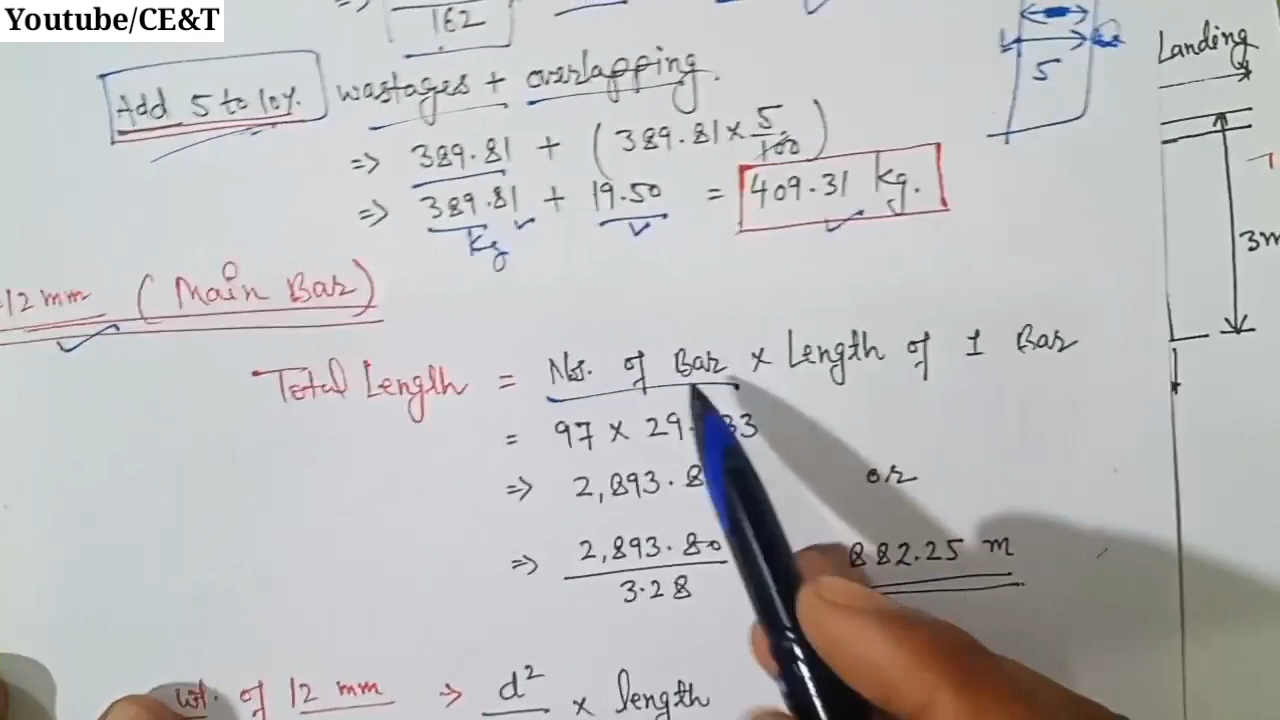 Youtube/CE&T
=> 162
Landing
5
Add 5 to 10%. wastages + overlapping.
=> 389.81 + (389.81 × 5/100)
=> 389.81 + 19.50 = 409.31 kg.
kg
3m
12 mm (Main Bar)
Total Length = No. of Bar × Length of 1 Bar
= 97 × 29. 33
=> 2,893.8 or
=> 2,893.80 / 3.28 882.25 m
wt. of 12 mm -> d² × length